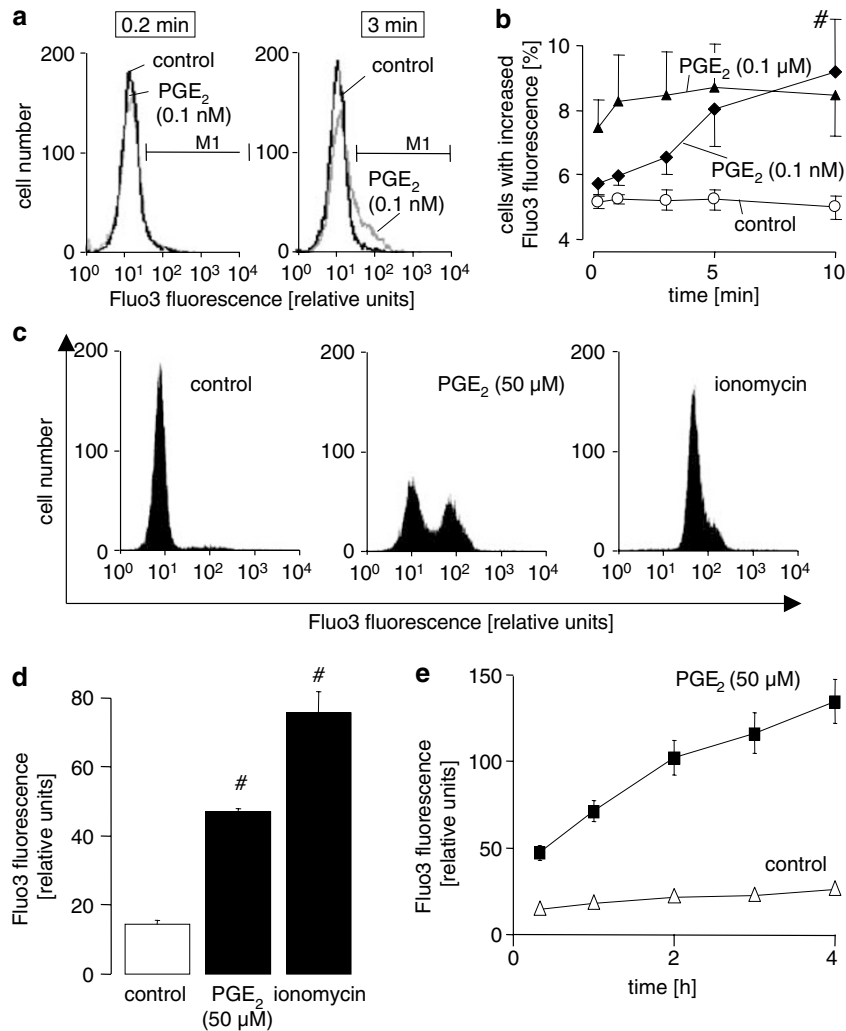 a
0.2 min
3 min
200
100
0
cell number
control
PGE2
(0.1 nM)
M1
10^0 10^1 10^2 10^3 10^4
200
100
0
control
M1
PGE2
(0.1 nM)
10^0 10^1 10^2 10^3 10^4
Fluo3 fluorescence [relative units]
b
#
cells with increased
Fluo3 fluorescence [%]
10
8
6
4
PGE2 (0.1 µM)
PGE2 (0.1 nM)
control
0 5 10
time [min]
c
cell number
200
100
0
control
10^0 10^1 10^2 10^3 10^4
200
100
0
PGE2 (50 µM)
10^0 10^1 10^2 10^3 10^4
200
100
0
ionomycin
10^0 10^1 10^2 10^3 10^4
Fluo3 fluorescence [relative units]
d
Fluo3 fluorescence
[relative units]
80
60
40
20
0
#
#
control PGE2 ionomycin
(50 µM)
e
Fluo3 fluorescence
[relative units]
150
100
50
0
PGE2 (50 µM)
control
0 2 4
time [h]